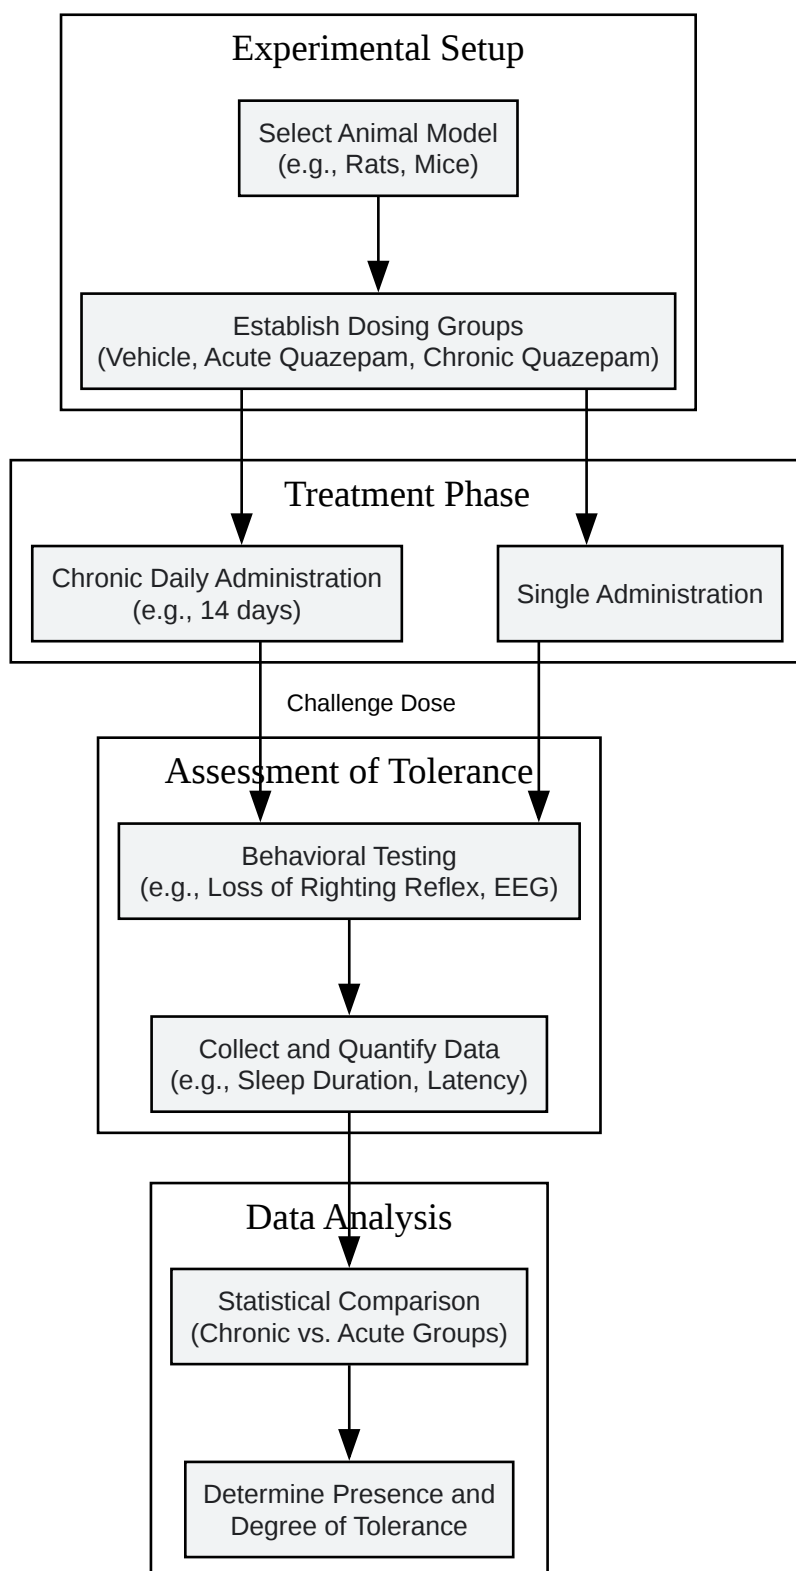 Experimental Setup
Select Animal Model
(e.g., Rats, Mice)
Establish Dosing Groups
(Vehicle, Acute Quazepam, Chronic Quazepam)
Treatment Phase
Chronic Daily Administration
(e.g., 14 days)
Single Administration
Challenge Dose
Assessment of Tolerance
Behavioral Testing
(e.g., Loss of Righting Reflex, EEG)
Collect and Quantify Data
(e.g., Sleep Duration, Latency)
Data Analysis
Statistical Comparison
(Chronic vs. Acute Groups)
Determine Presence and
Degree of Tolerance